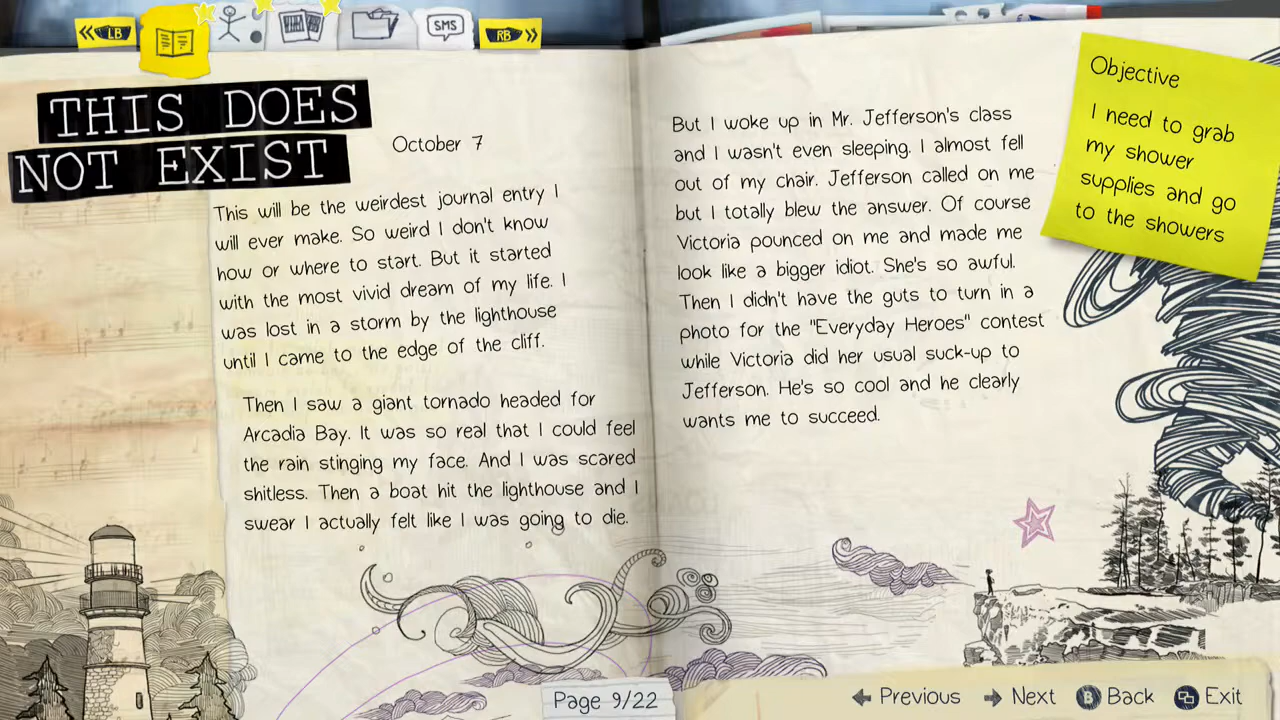 LB
SMS
RB
THIS DOES
NOT EXIST
October 7
This will be the weirdest journal entry I
will ever make. So weird I don't know
how or where to start. But it started
with the most vivid dream of my life. I
was lost in a storm by the lighthouse
until I came to the edge of the cliff.
Then I saw a giant tornado headed for
Arcadia Bay. It was so real that I could feel
the rain stinging my face. And I was scared
shitless. Then a boat hit the lighthouse and I
swear I actually felt like I was going to die.
But I woke up in Mr. Jefferson's class
and I wasn't even sleeping. I almost fell
out of my chair. Jefferson called on me
but I totally blew the answer. Of course
Victoria pounced on me and made me
look like a bigger idiot. She's so awful.
Then I didn't have the guts to turn in a
photo for the "Everyday Heroes" contest
while Victoria did her usual suck-up to
Jefferson. He's so cool and he clearly
wants me to succeed.
Objective
I need to grab
my shower
supplies and go
to the showers
Page 9/22
Previous
Next
B Back
Exit